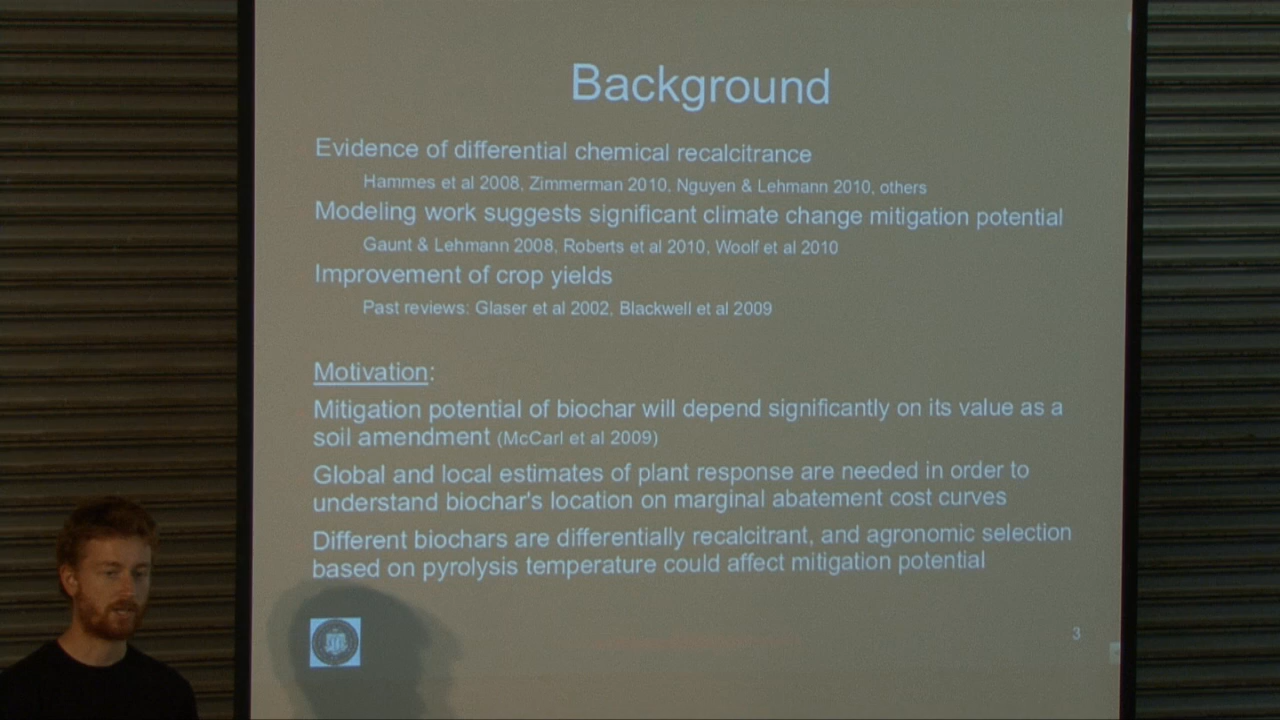 Background
Evidence of differential chemical recalcitrance
Hammes et al 2008, Zimmerman 2010, Nguyen & Lehmann 2010, others
Modeling work suggests significant climate change mitigation potential
Gaunt & Lehmann 2008, Roberts et al 2010, Woolf et al 2010
Improvement of crop yields
Past reviews: Glaser et al 2002, Blackwell et al 2009
Motivation:
Mitigation potential of biochar will depend significantly on its value as a
soil amendment (McCarl et al 2009)
Global and local estimates of plant response are needed in order to
understand biochar's location on marginal abatement cost curves
Different biochars are differentially recalcitrant, and agronomic selection
based on pyrolysis temperature could affect mitigation potential
3